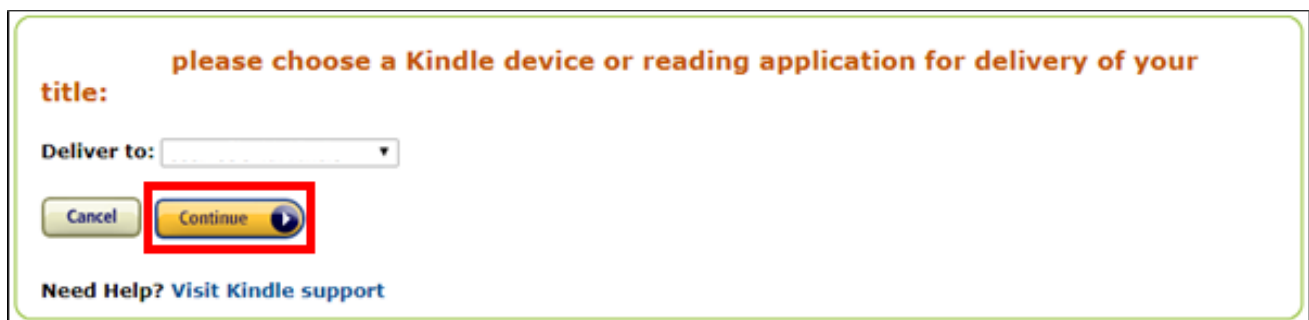 please choose a Kindle device or reading application for delivery of your
title:
Deliver to:
Cancel Continue
Need Help? Visit Kindle support